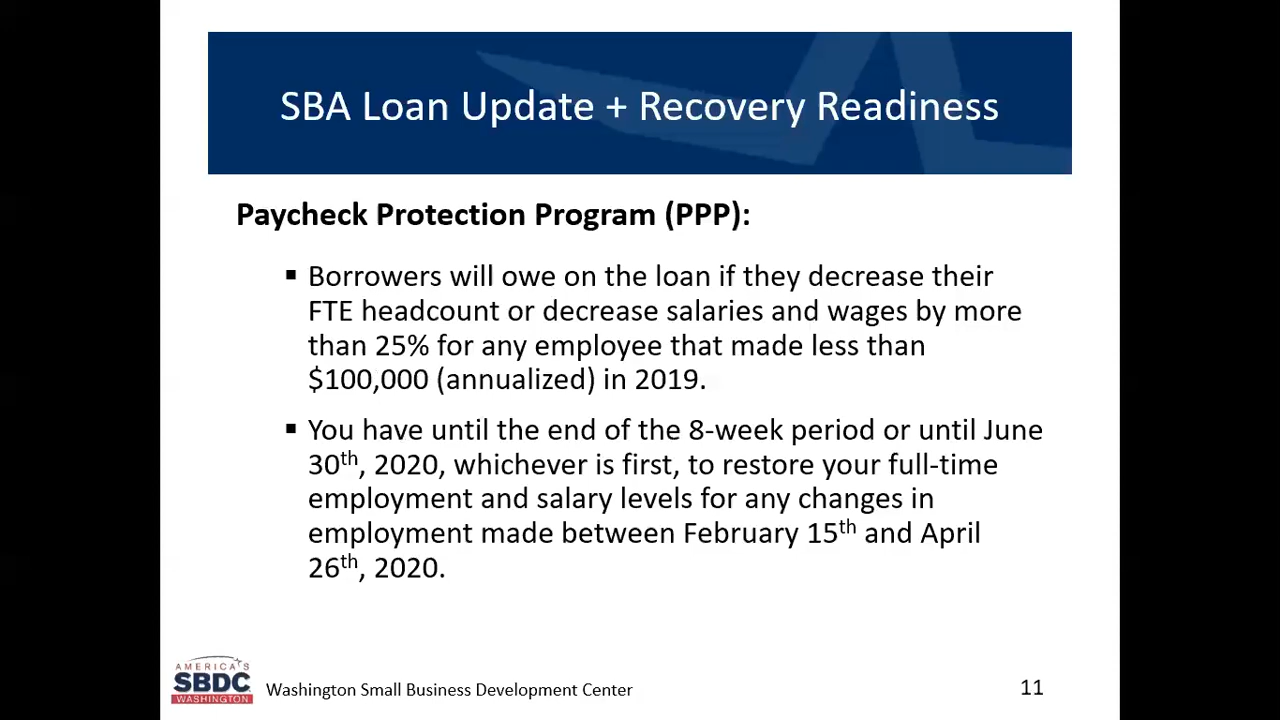 SBA Loan Update + Recovery Readiness
Paycheck Protection Program (PPP):
▪ Borrowers will owe on the loan if they decrease their
FTE headcount or decrease salaries and wages by more
than 25% for any employee that made less than
$100,000 (annualized) in 2019.
▪ You have until the end of the 8-week period or until June
30th, 2020, whichever is first, to restore your full-time
employment and salary levels for any changes in
employment made between February 15th and April
26th, 2020.
AMERICA'S
SBDC
WASHINGTON
Washington Small Business Development Center
11